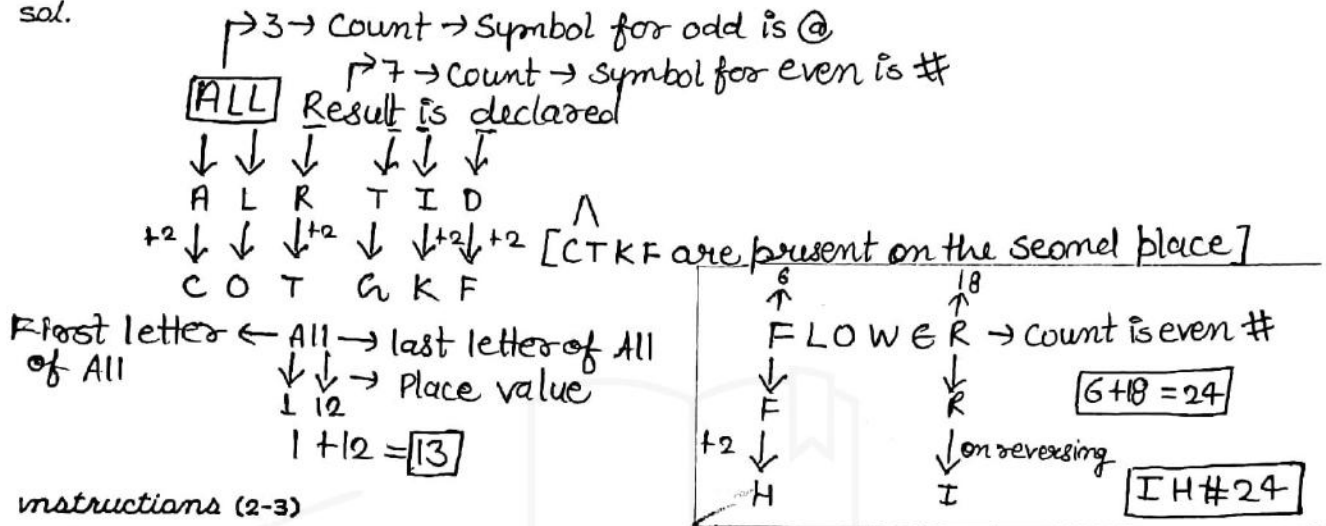 sol.
→3→ Count → Symbol for odd is @
→7 → Count → symbol for even is #
ALL Result is declared
↓ ↓ ↓ ↓ ↓ ↓
A L R T I D
+2 ↓ ↓ ↓+2 ↓ ↓+2 ↓+2 [CTKF are present on the seomel place]
C O T G K F
First letter ← All → last letter of All
of All ↓ ↓ → Place value
1 12
1 + 12 = 13
instructions (2-3)
6 18
↑ ↑
F L O W E R → Count is even #
↓ ↓
F R 6+18 = 24
+2 ↓ ↓ on reversing
H I I H # 24